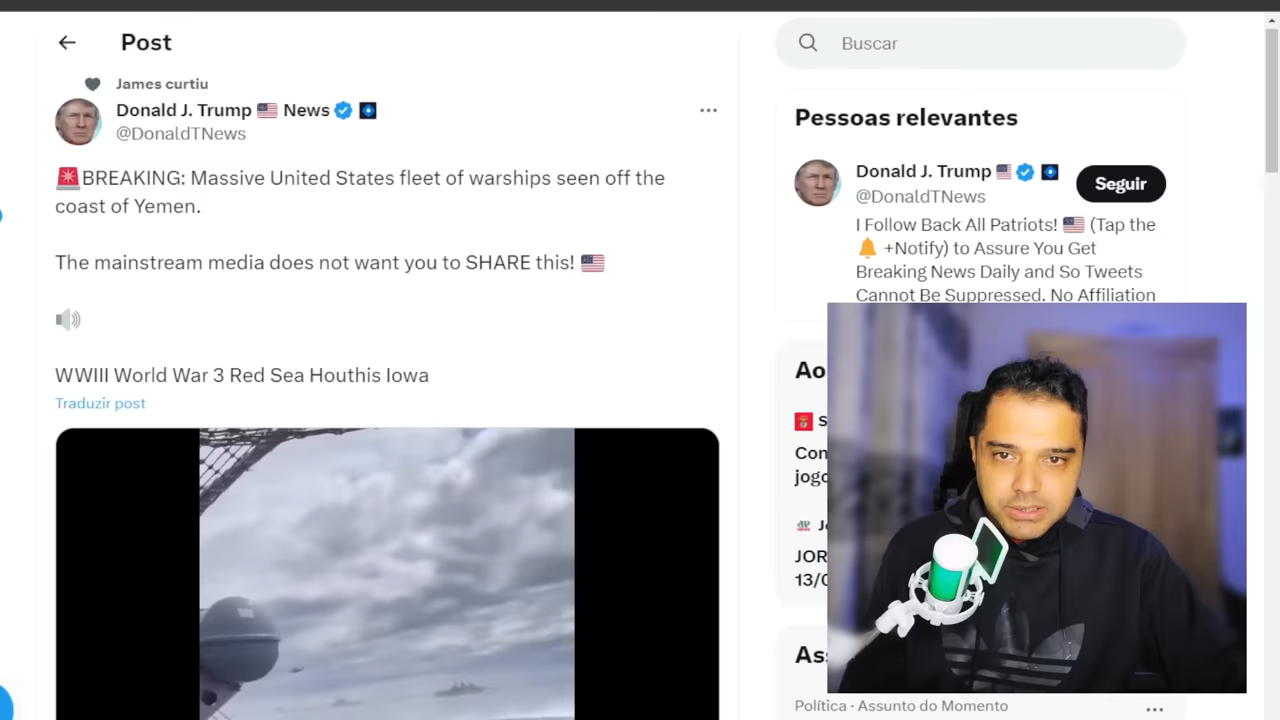 Post
Buscar
James curtiu
Donald J. Trump 🇺🇸 News
@DonaldTNews
🚨BREAKING: Massive United States fleet of warships seen off the
coast of Yemen.
The mainstream media does not want you to SHARE this! 🇺🇸
🔊
WWIII World War 3 Red Sea Houthis Iowa
Traduzir post
Pessoas relevantes
Donald J. Trump 🇺🇸
@DonaldTNews
Seguir
I Follow Back All Patriots! 🇺🇸 (Tap the
🔔 +Notify) to Assure You Get
Breaking News Daily and So Tweets
Cannot Be Suppressed. No Affiliation
Ao
S
Con
jogo
Jo
JOR
13/0
As
Política · Assunto do Momento